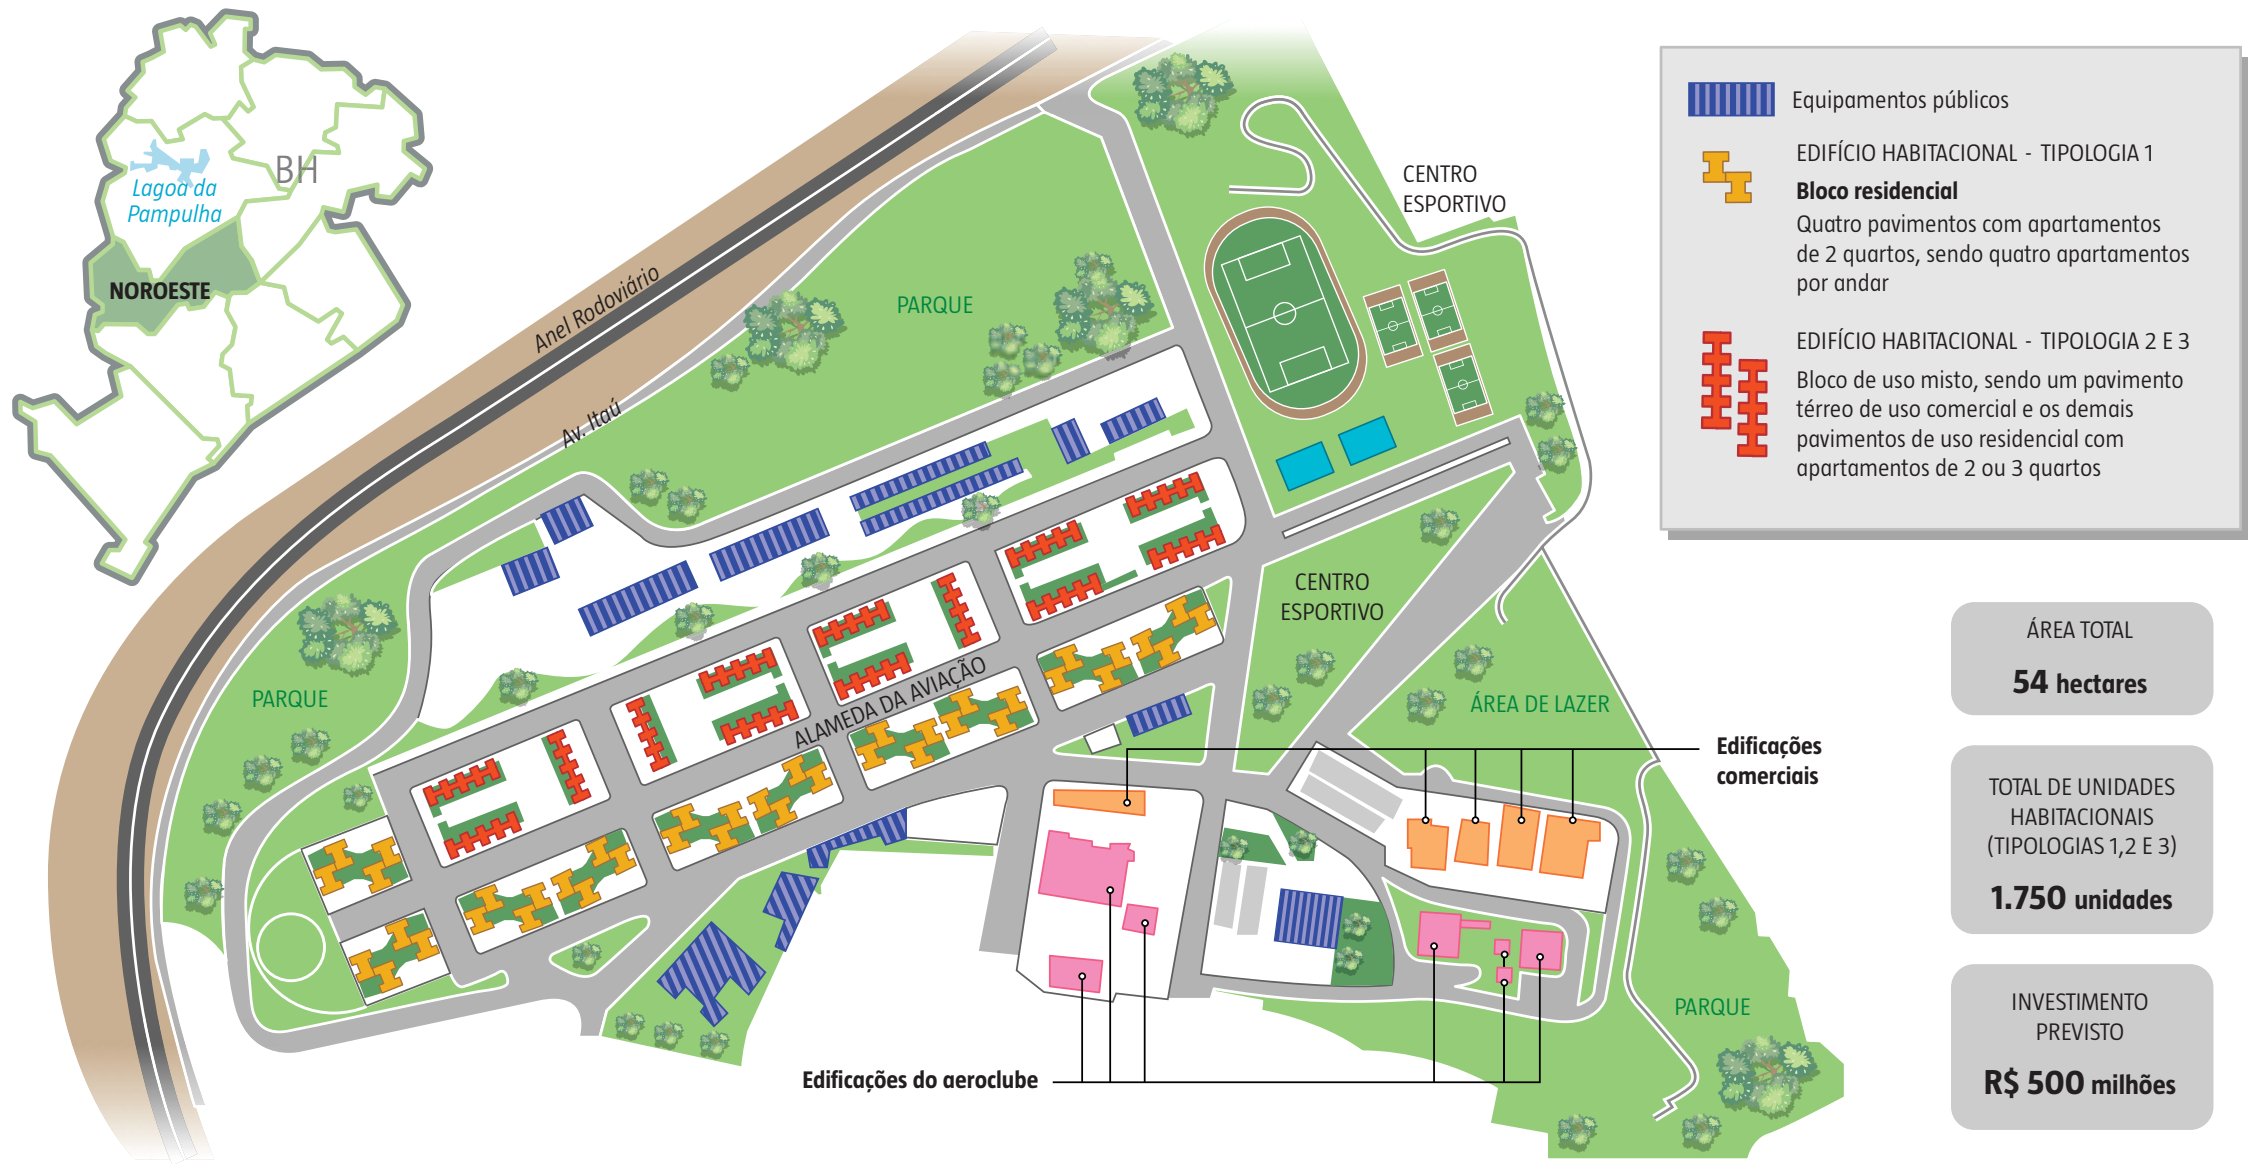 BH
Lagoa da
Pampulha
NOROESTE
Anel Rodoviário
Av. Itaú
PARQUE
CENTRO
ESPORTIVO
PARQUE
ALAMEDA DA AVIAÇÃO
CENTRO
ESPORTIVO
ÁREA DE LAZER
Edificações
comerciais
PARQUE
Edificações do aeroclube
Equipamentos públicos
EDIFÍCIO HABITACIONAL - TIPOLOGIA 1
Bloco residencial
Quatro pavimentos com apartamentos
de 2 quartos, sendo quatro apartamentos
por andar
EDIFÍCIO HABITACIONAL - TIPOLOGIA 2 E 3
Bloco de uso misto, sendo um pavimento
térreo de uso comercial e os demais
pavimentos de uso residencial com
apartamentos de 2 ou 3 quartos
ÁREA TOTAL
54 hectares
TOTAL DE UNIDADES
HABITACIONAIS
(TIPOLOGIAS 1,2 E 3)
1.750 unidades
INVESTIMENTO
PREVISTO
R$ 500 milhões